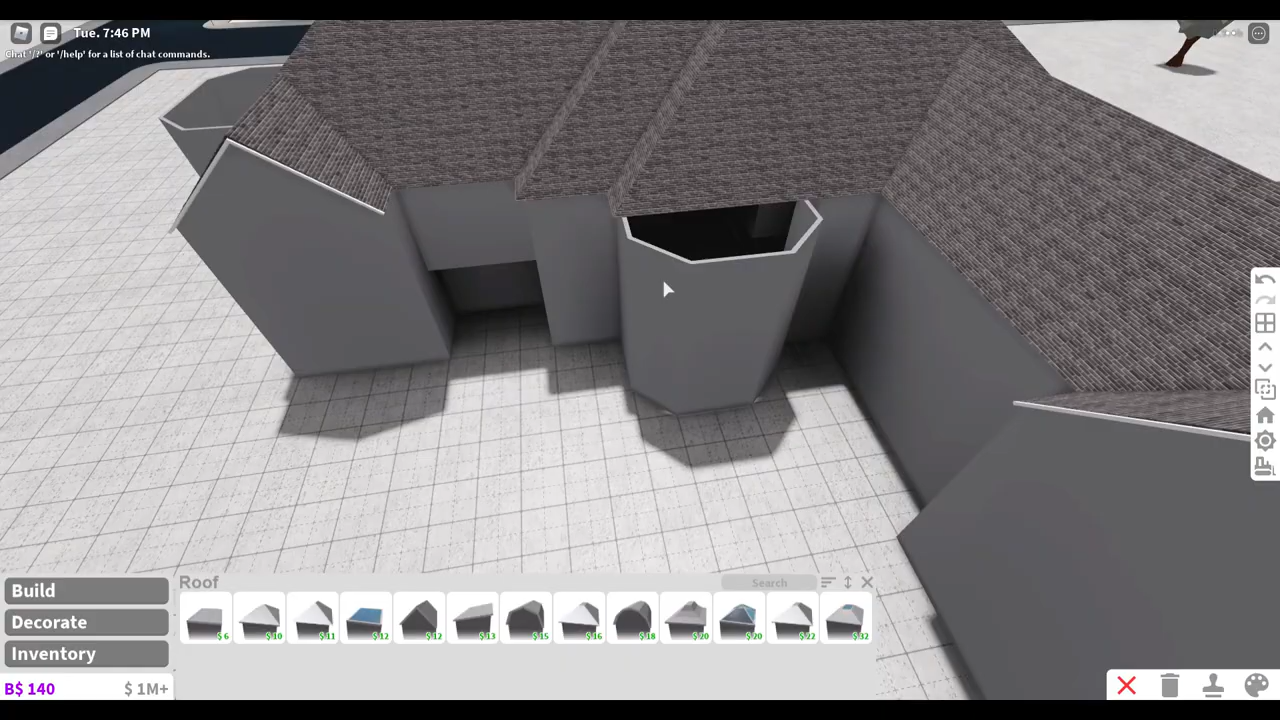 Tue. 7:46 PM
Chat '/?' or '/help' for a list of chat commands.
Roof
Search
Build
Decorate
Inventory
B$ 140
$ 1M+
$ 6
$ 10
$ 11
$ 12
$ 12
$ 13
$ 15
$ 16
$ 18
$ 20
$ 20
$ 22
$ 32